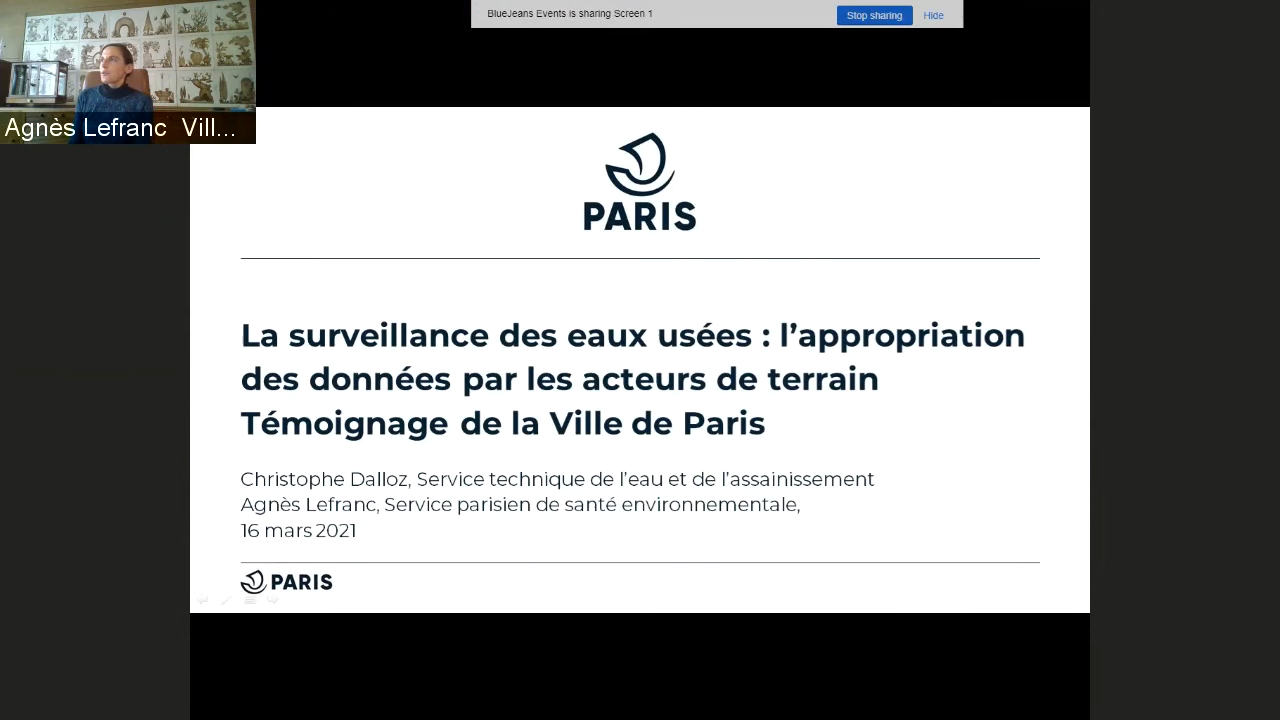 BlueJeans Events is sharing Screen 1
Stop sharing
Hide
Agnès Lefranc Vill...
PARIS
La surveillance des eaux usées : l’appropriation
des données par les acteurs de terrain
Témoignage de la Ville de Paris
Christophe Dalloz, Service technique de l’eau et de l’assainissement
Agnès Lefranc, Service parisien de santé environnementale,
16 mars 2021
PARIS